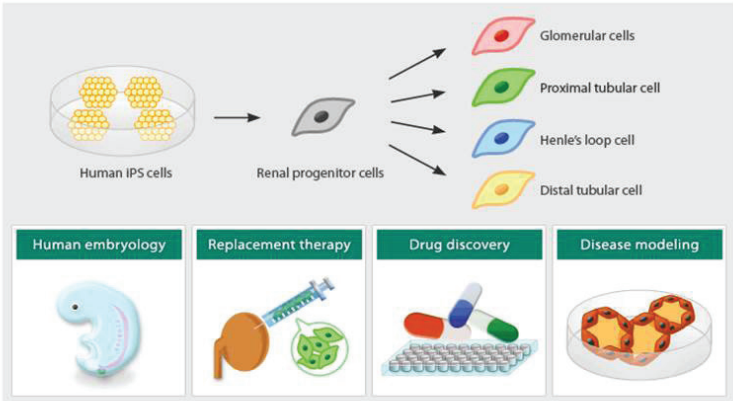 Glomerular cells
Proximal tubular cell
Henle's loop cell
Distal tubular cell
Human iPS cells
Renal progenitor cells
Human embryology
Replacement therapy
Drug discovery
Disease modeling